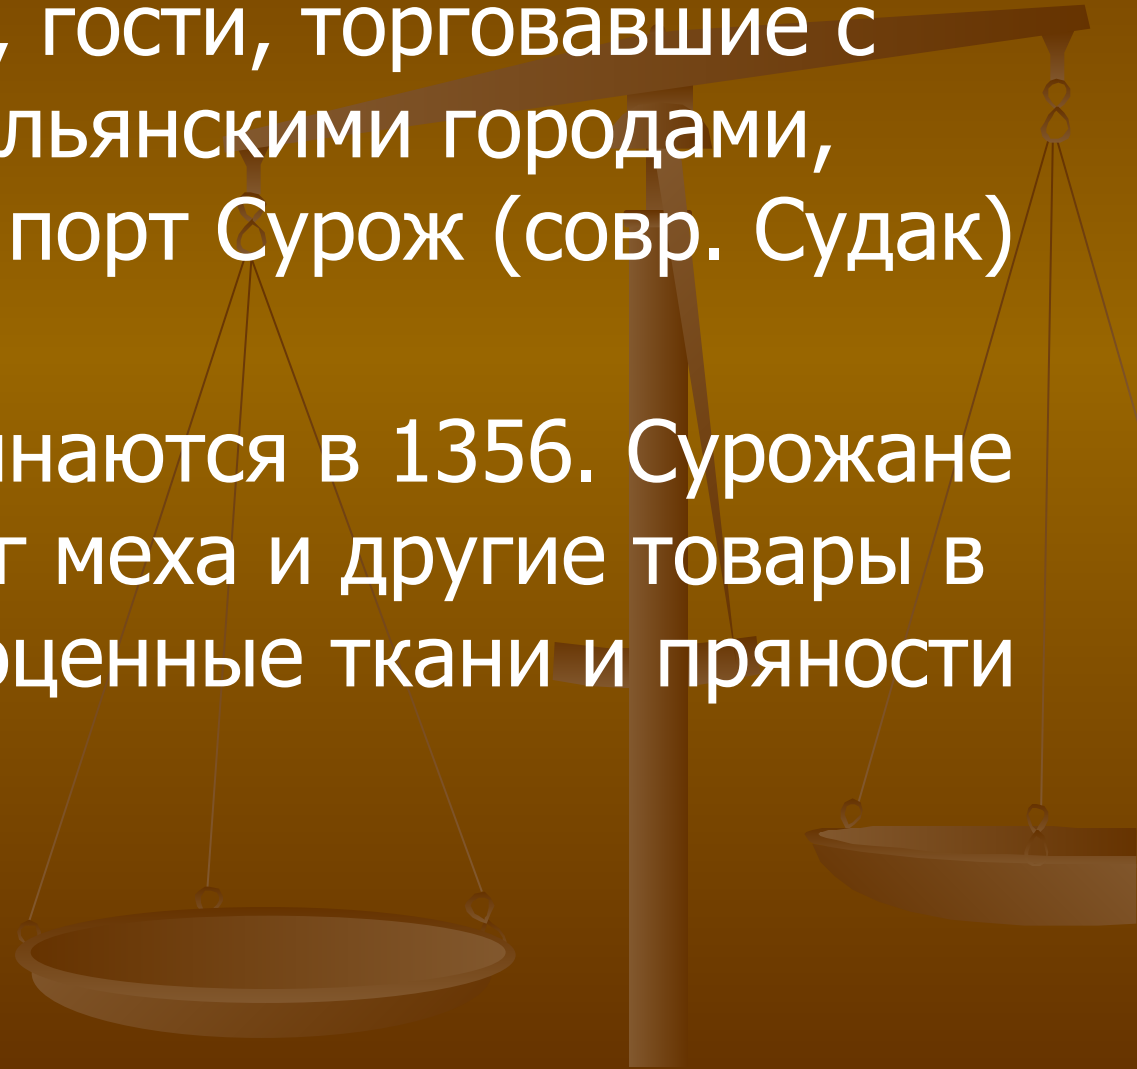 , гости, торговавшие с
льянскими городами,
порт Сурож (совр. Судак)
наются в 1356. Сурожане
г меха и другие товары в
оценные ткани и пряности